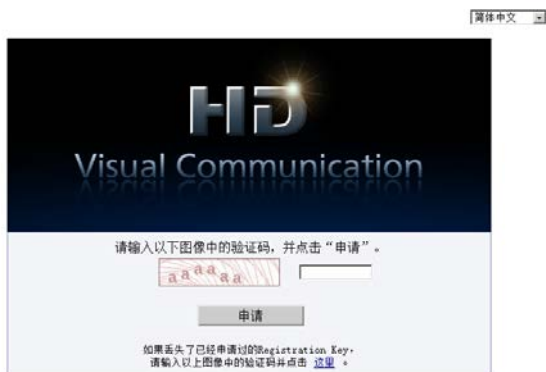 简体中文
HD
Visual Communication
请输入以下图像中的验证码，并点击“申请”。
aaaaaa
申请
如果丢失了已经申请过的Registration Key,
请输入以上图像中的验证码并点击 这里 。